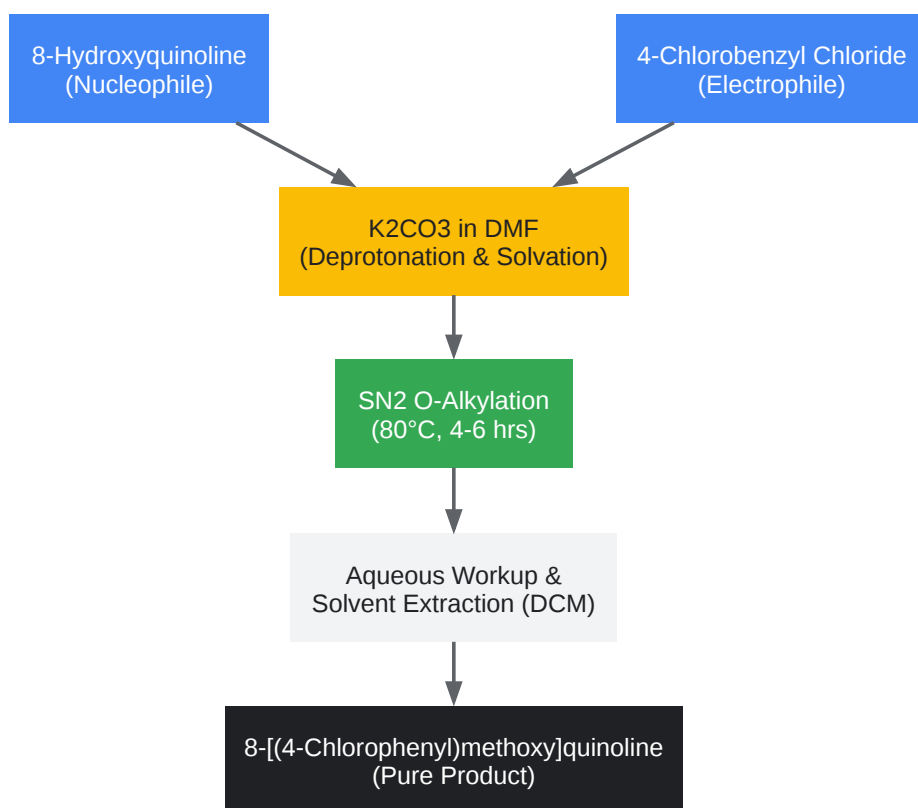 8-Hydroxyquinoline
(Nucleophile)
4-Chlorobenzyl Chloride
(Electrophile)
K2CO3 in DMF
(Deprotonation & Solvation)
SN2 O-Alkylation
(80°C, 4-6 hrs)
Aqueous Workup &
Solvent Extraction (DCM)
8-[(4-Chlorophenyl)methoxy]quinoline
(Pure Product)